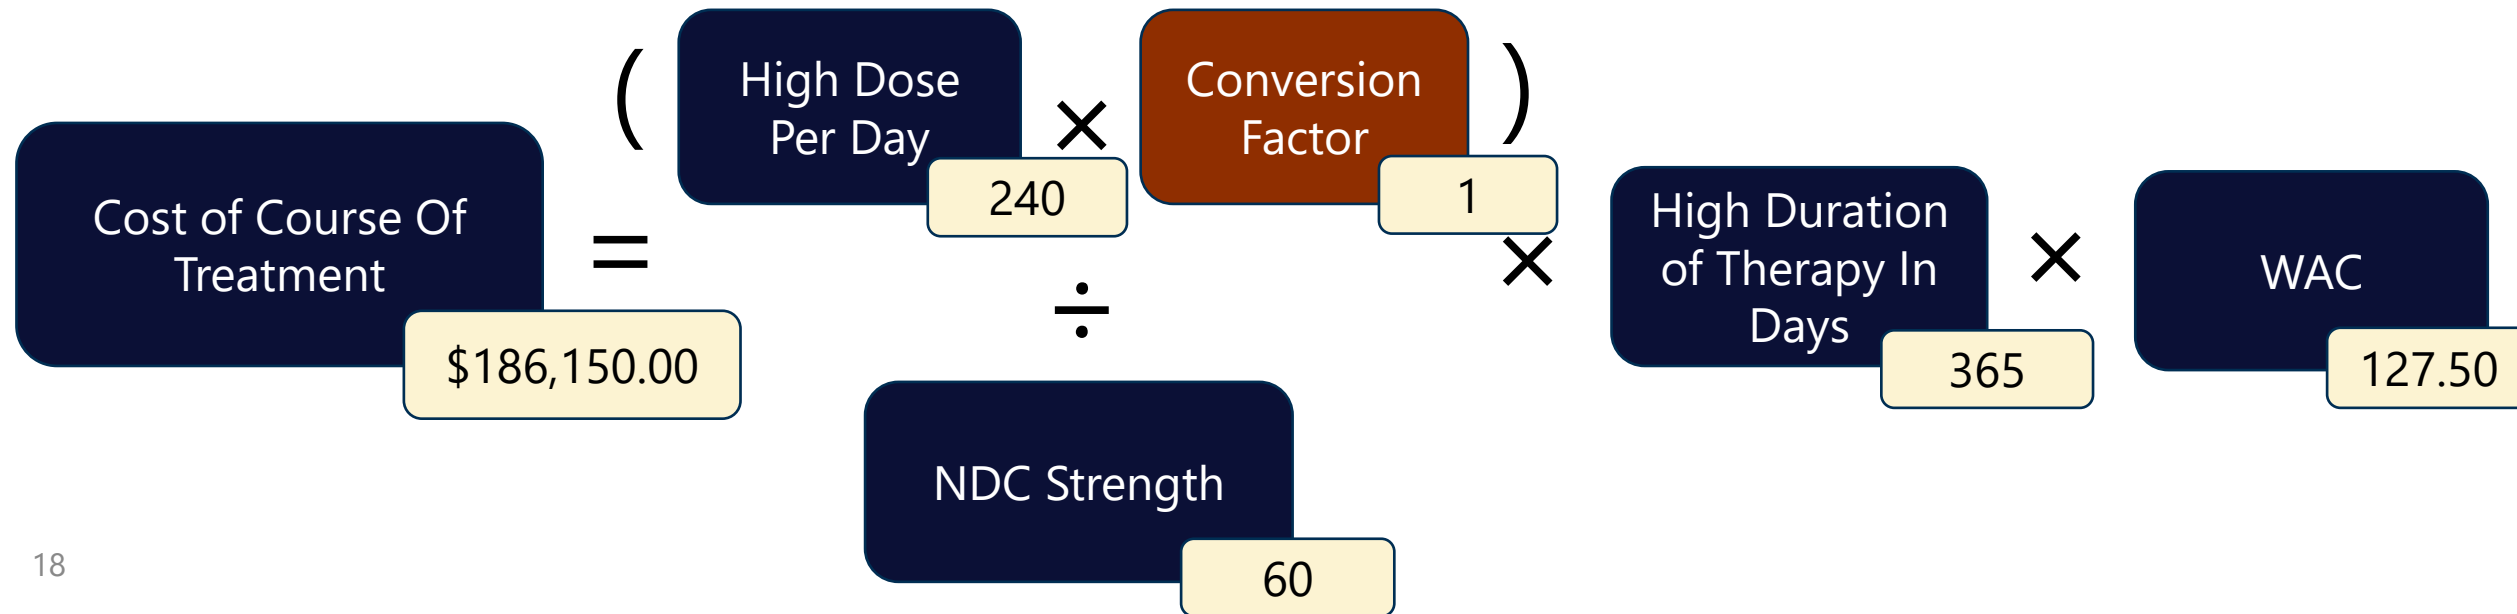 Cost of Course Of
Treatment
$186,150.00
=
(
High Dose
Per Day
240
×
Conversion
Factor
1
)
÷
NDC Strength
60
×
High Duration
of Therapy In
Days
365
×
WAC
127.50
18